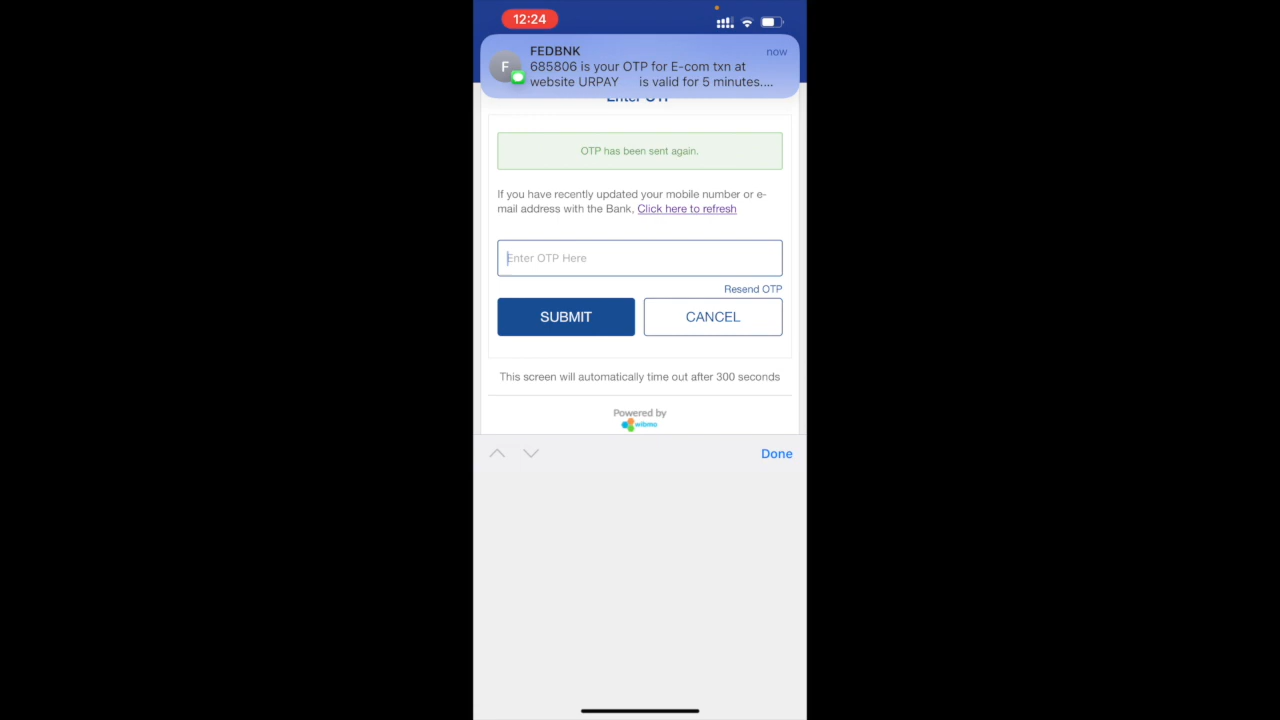 12:24
FEDBNK
now
F
685806 is your OTP for E-com txn at
website URPAY is valid for 5 minutes....
Enter OTP
OTP has been sent again.
If you have recently updated your mobile number or e-
mail address with the Bank, Click here to refresh
Enter OTP Here
Resend OTP
SUBMIT
CANCEL
This screen will automatically time out after 300 seconds
Powered by
wibmo
Done